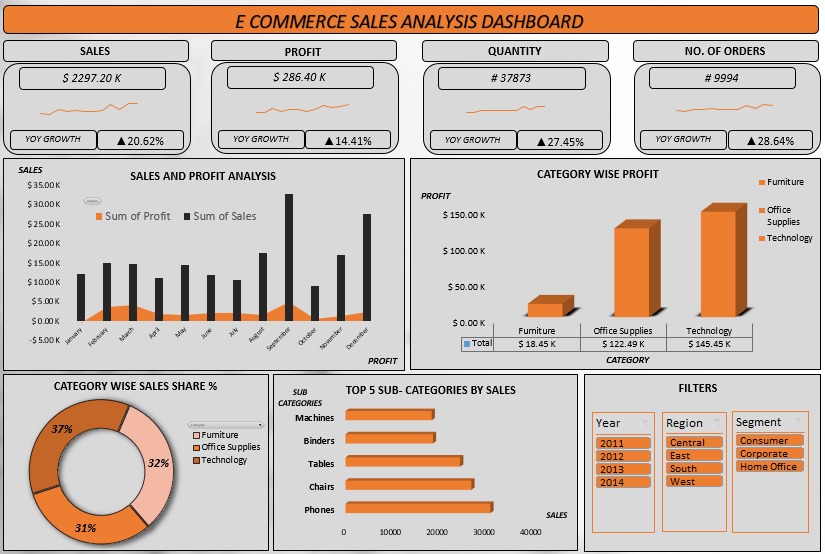 E COMMERCE SALES ANALYSIS DASHBOARD
SALES
$ 2297.20 K
YOY GROWTH
▲20.62%
PROFIT
$ 286.40 K
YOY GROWTH
▲14.41%
QUANTITY
# 37873
YOY GROWTH
▲27.45%
NO. OF ORDERS
# 9994
YOY GROWTH
▲28.64%
SALES
SALES AND PROFIT ANALYSIS
$ 35.00 K
$ 30.00 K
$ 25.00 K
$ 20.00 K
$ 15.00 K
$ 10.00 K
$ 5.00 K
$ 0.00 K
-$ 5.00 K
Sum of Profit
Sum of Sales
January
February
March
April
May
June
July
August
September
October
November
December
PROFIT
CATEGORY WISE PROFIT
PROFIT
$ 150.00 K
$ 100.00 K
$ 50.00 K
$ 0.00 K
Furniture
Office
Supplies
Technology
Furniture
Office Supplies
Technology
Total
$ 18.45 K
$ 122.49 K
$ 145.45 K
CATEGORY
CATEGORY WISE SALES SHARE %
37%
32%
31%
Furniture
Office Supplies
Technology
SUB
CATEGORIES
TOP 5 SUB- CATEGORIES BY SALES
Machines
Binders
Tables
Chairs
Phones
0
10000
20000
30000
40000
SALES
FILTERS
Year
2011
2012
2013
2014
Region
Central
East
South
West
Segment
Consumer
Corporate
Home Office